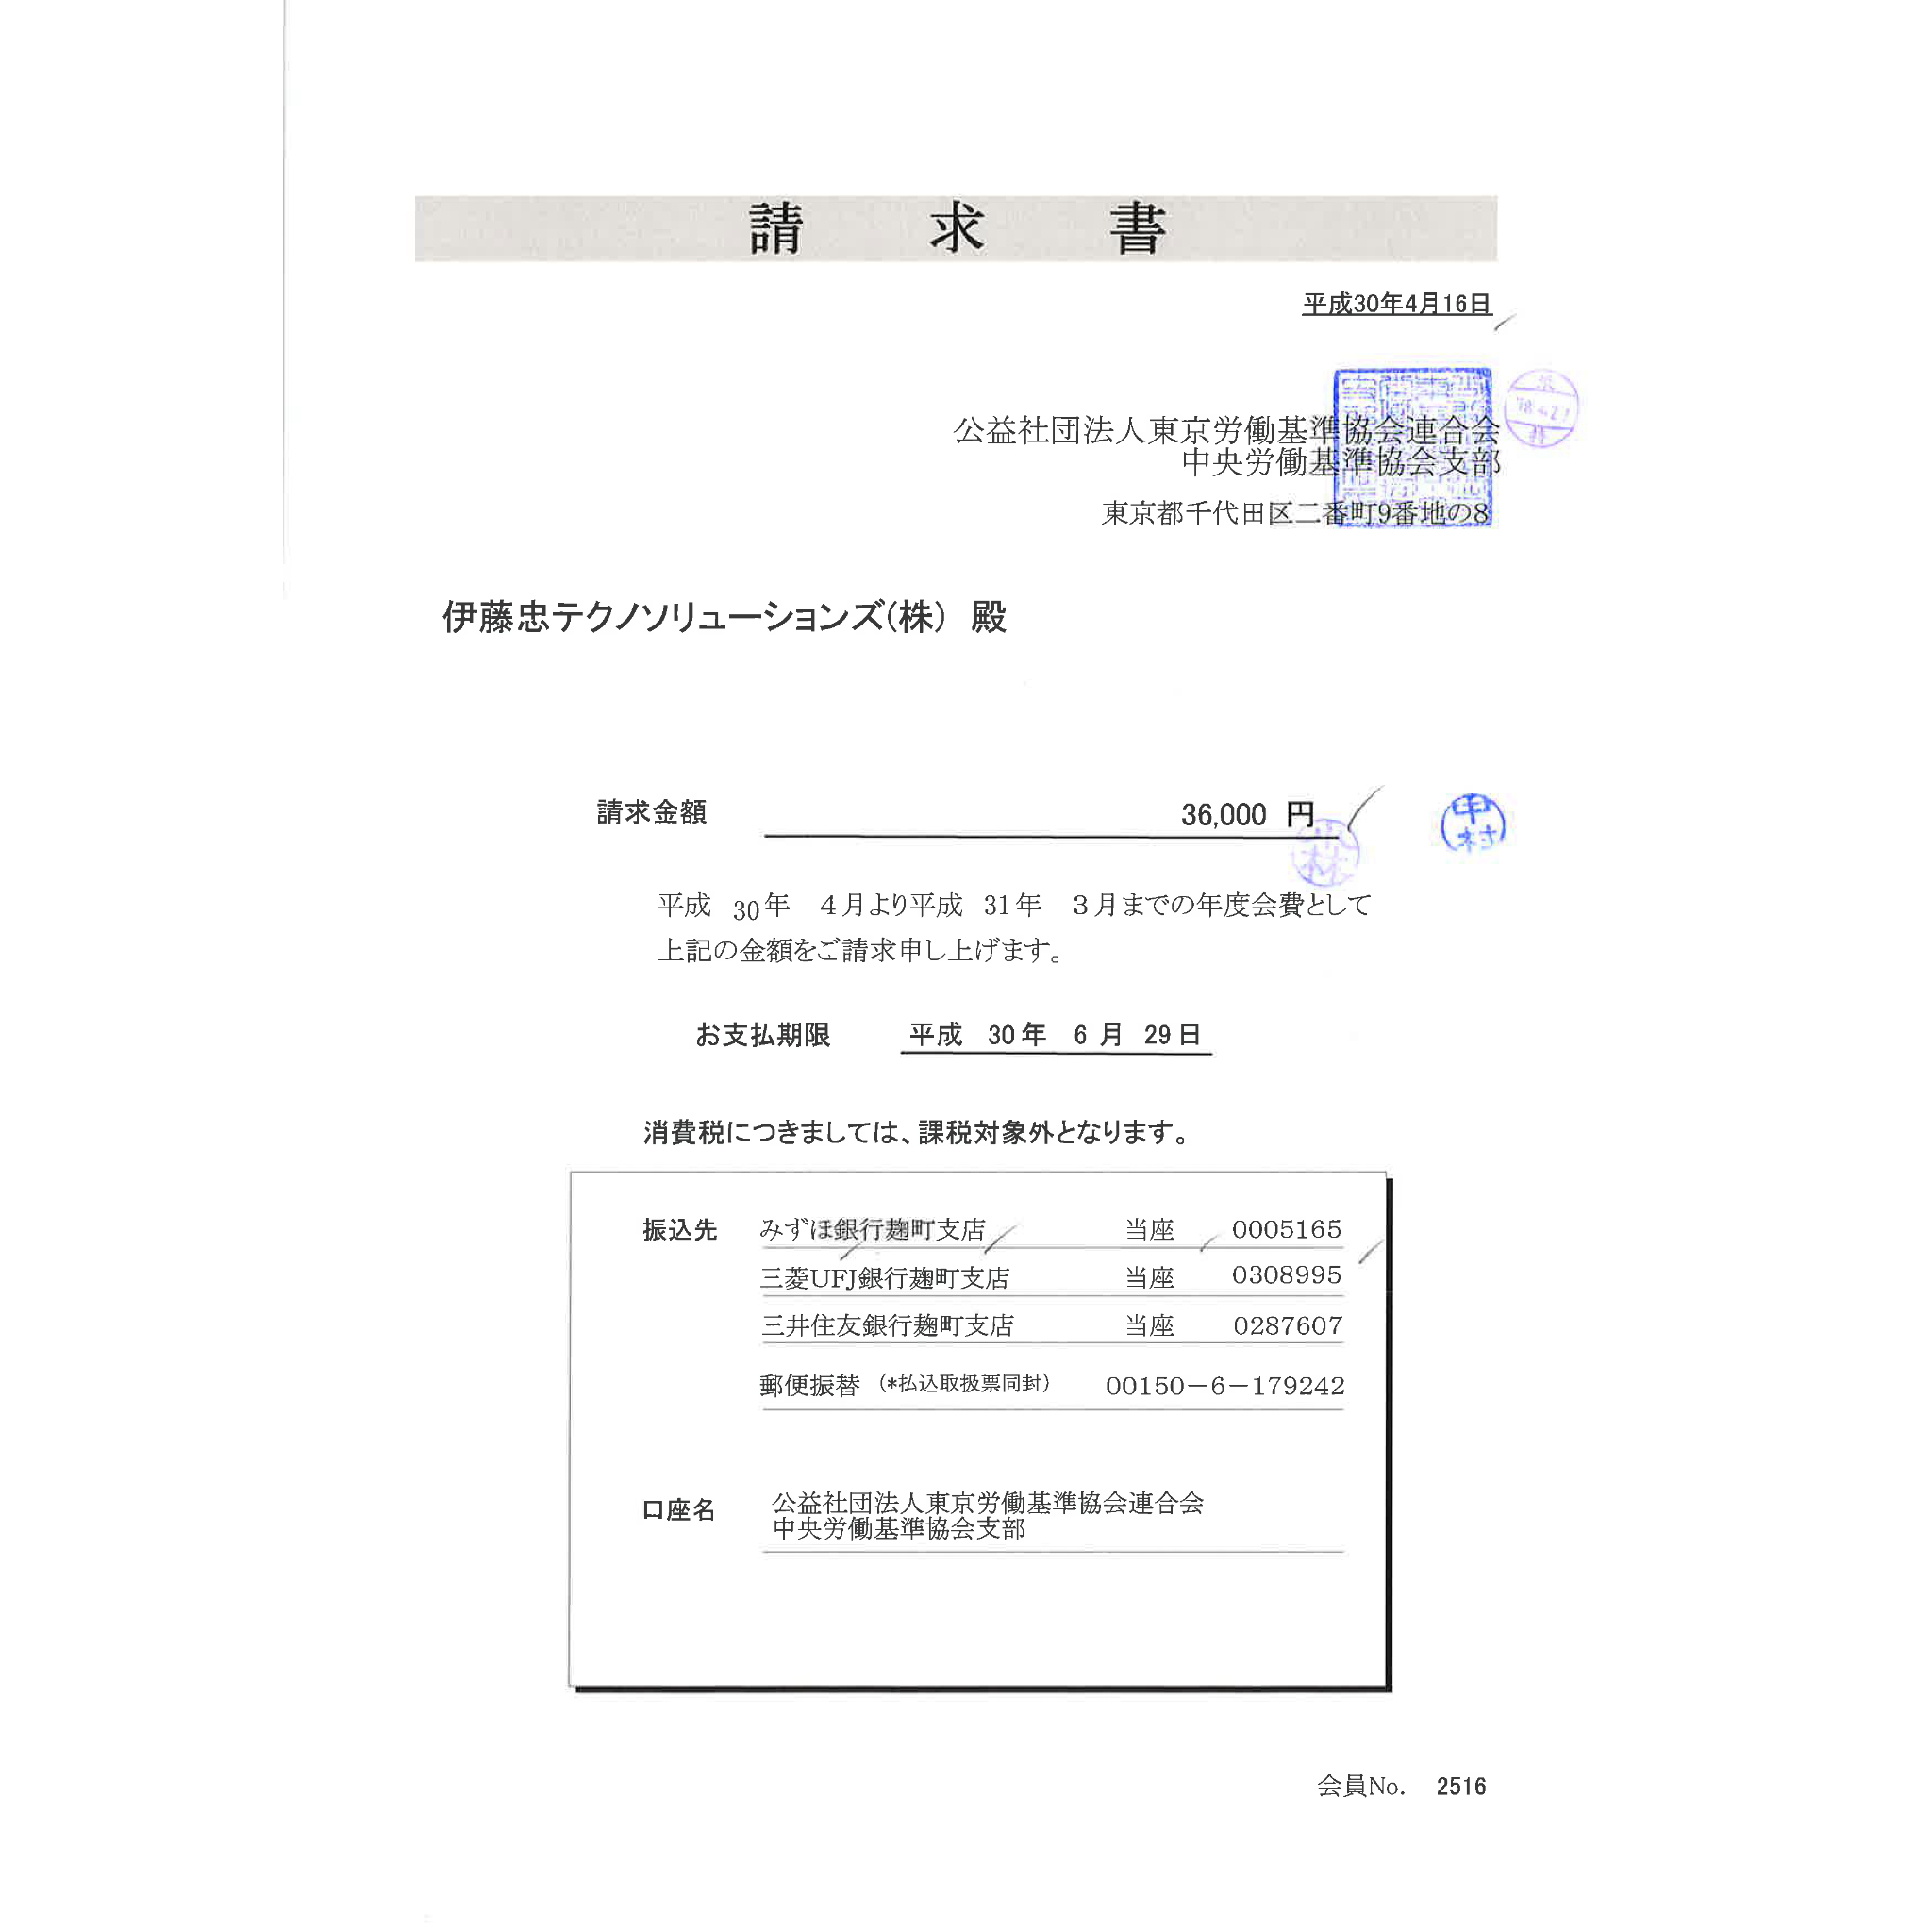 請求書
平成30年4月16日
公益社団法人東京労働基準協会連合会
中央労働基準協会支部
東京都千代田区二番町9番地の8
伊藤忠テクノソリューションズ(株) 殿
請求金額 36,000 円
中村
平成 30年 4月より平成 31年 3月までの年度会費として
上記の金額をご請求申し上げます。
お支払期限 平成 30年 6月 29日
消費税につきましては、課税対象外となります。
振込先 みずほ銀行麹町支店 当座 0005165
三菱UFJ銀行麹町支店 当座 0308995
三井住友銀行麹町支店 当座 0287607
郵便振替 (*払込取扱票同封) 00150-6-179242
口座名 公益社団法人東京労働基準協会連合会
中央労働基準協会支部
会員No. 2516